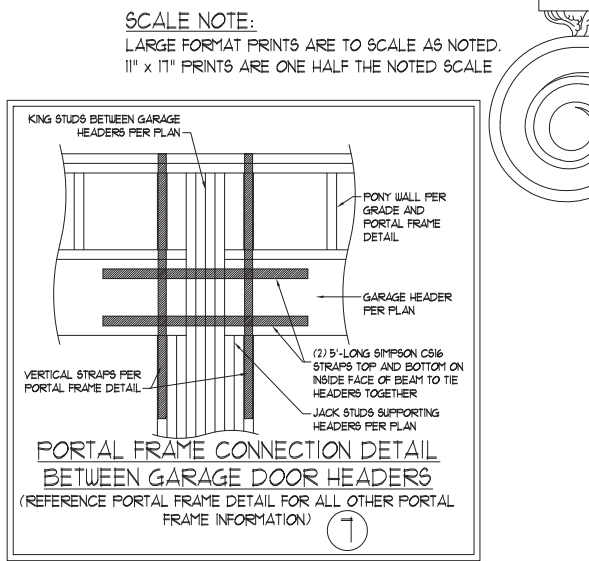 SCALE NOTE:
LARGE FORMAT PRINTS ARE TO SCALE AS NOTED.
11" x 17" PRINTS ARE ONE HALF THE NOTED SCALE
KING STUDS BETWEEN GARAGE
HEADERS PER PLAN
PONY WALL PER
GRADE AND
PORTAL FRAME
DETAIL
GARAGE HEADER
PER PLAN
(2) 5'-LONG SIMPSON CS16
STRAPS TOP AND BOTTOM ON
INSIDE FACE OF BEAM TO TIE
HEADERS TOGETHER
VERTICAL STRAPS PER
PORTAL FRAME DETAIL
JACK STUDS SUPPORTING
HEADERS PER PLAN
PORTAL FRAME CONNECTION DETAIL
BETWEEN GARAGE DOOR HEADERS
(REFERENCE PORTAL FRAME DETAIL FOR ALL OTHER PORTAL
FRAME INFORMATION)
7